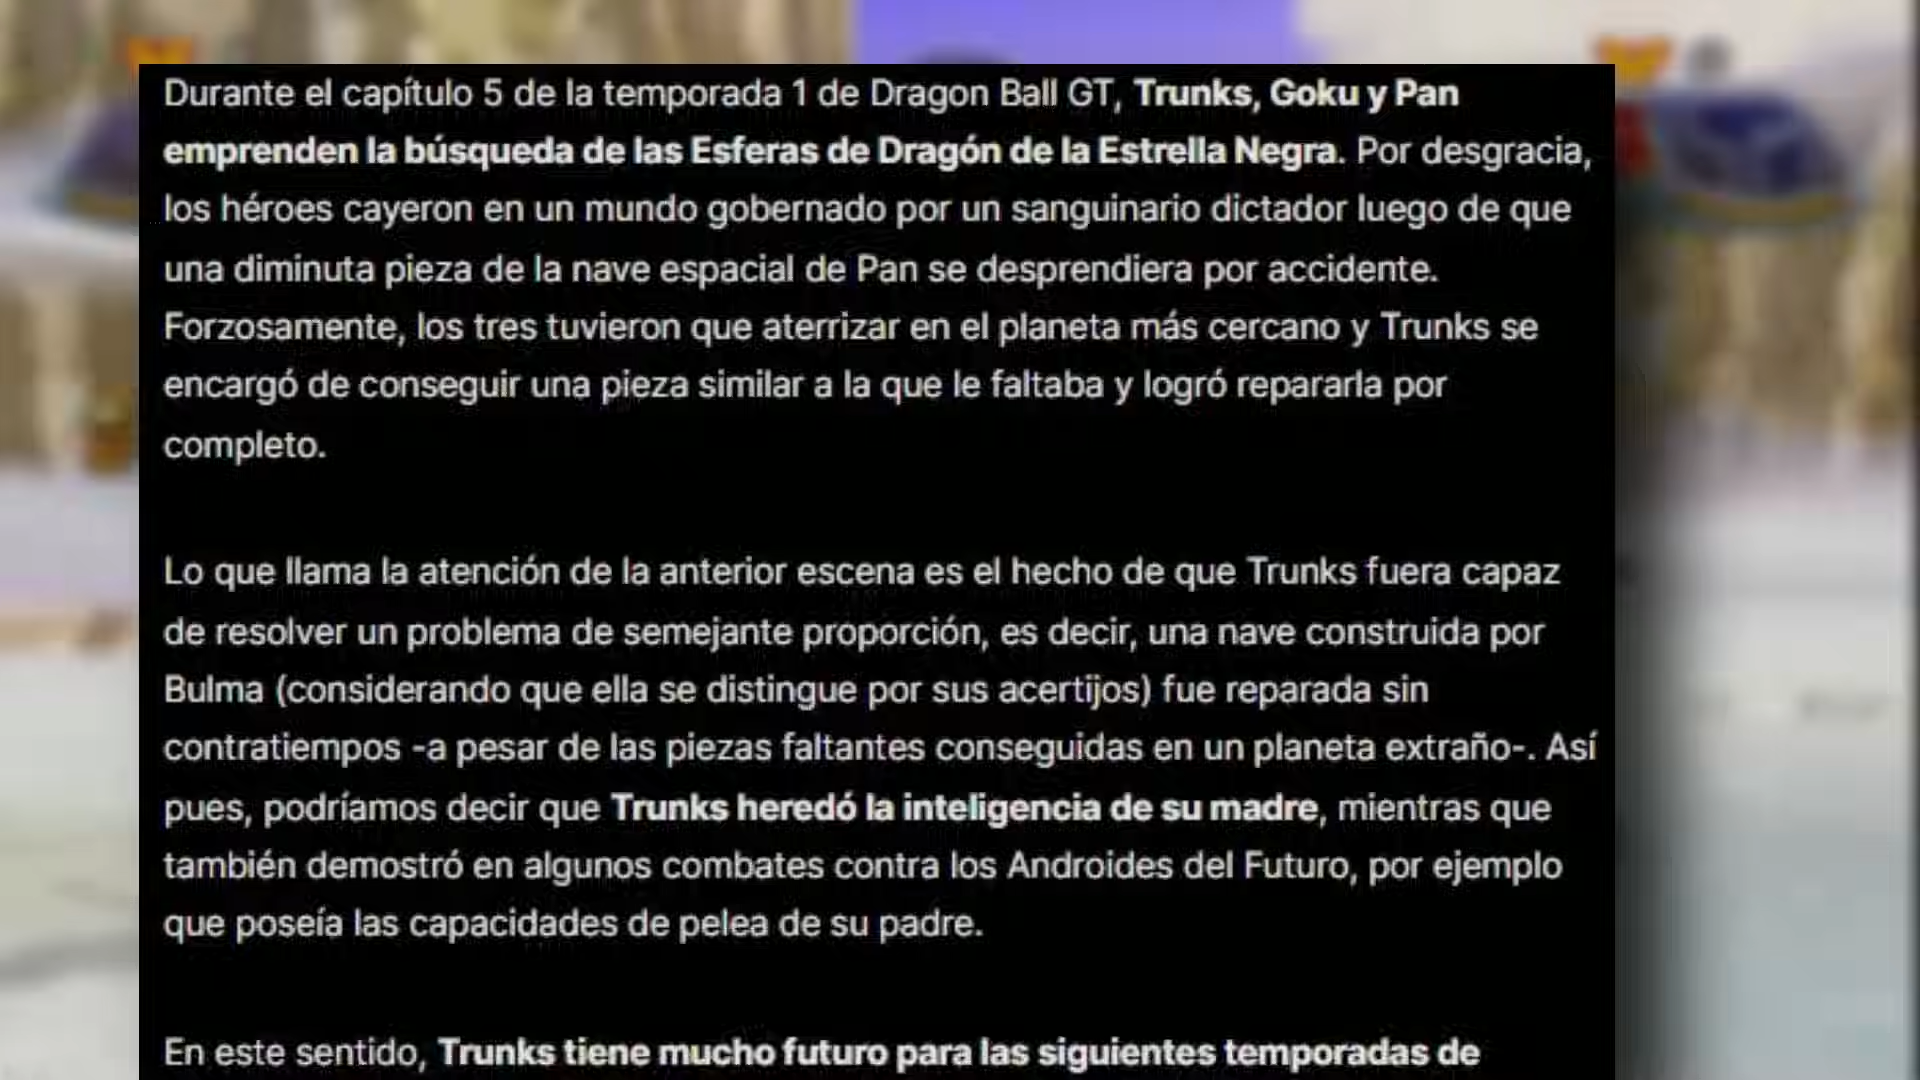 Durante el capítulo 5 de la temporada 1 de Dragon Ball GT, Trunks, Goku y Pan
emprenden la búsqueda de las Esferas de Dragón de la Estrella Negra. Por desgracia,
los héroes cayeron en un mundo gobernado por un sanguinario dictador luego de que
una diminuta pieza de la nave espacial de Pan se desprendiera por accidente.
Forzosamente, los tres tuvieron que aterrizar en el planeta más cercano y Trunks se
encargó de conseguir una pieza similar a la que le faltaba y logró repararla por
completo.
Lo que llama la atención de la anterior escena es el hecho de que Trunks fuera capaz
de resolver un problema de semejante proporción, es decir, una nave construida por
Bulma (considerando que ella se distingue por sus acertijos) fue reparada sin
contratiempos -a pesar de las piezas faltantes conseguidas en un planeta extraño-. Así
pues, podríamos decir que Trunks heredó la inteligencia de su madre, mientras que
también demostró en algunos combates contra los Androides del Futuro, por ejemplo
que poseía las capacidades de pelea de su padre.
En este sentido, Trunks tiene mucho futuro para las siguientes temporadas de